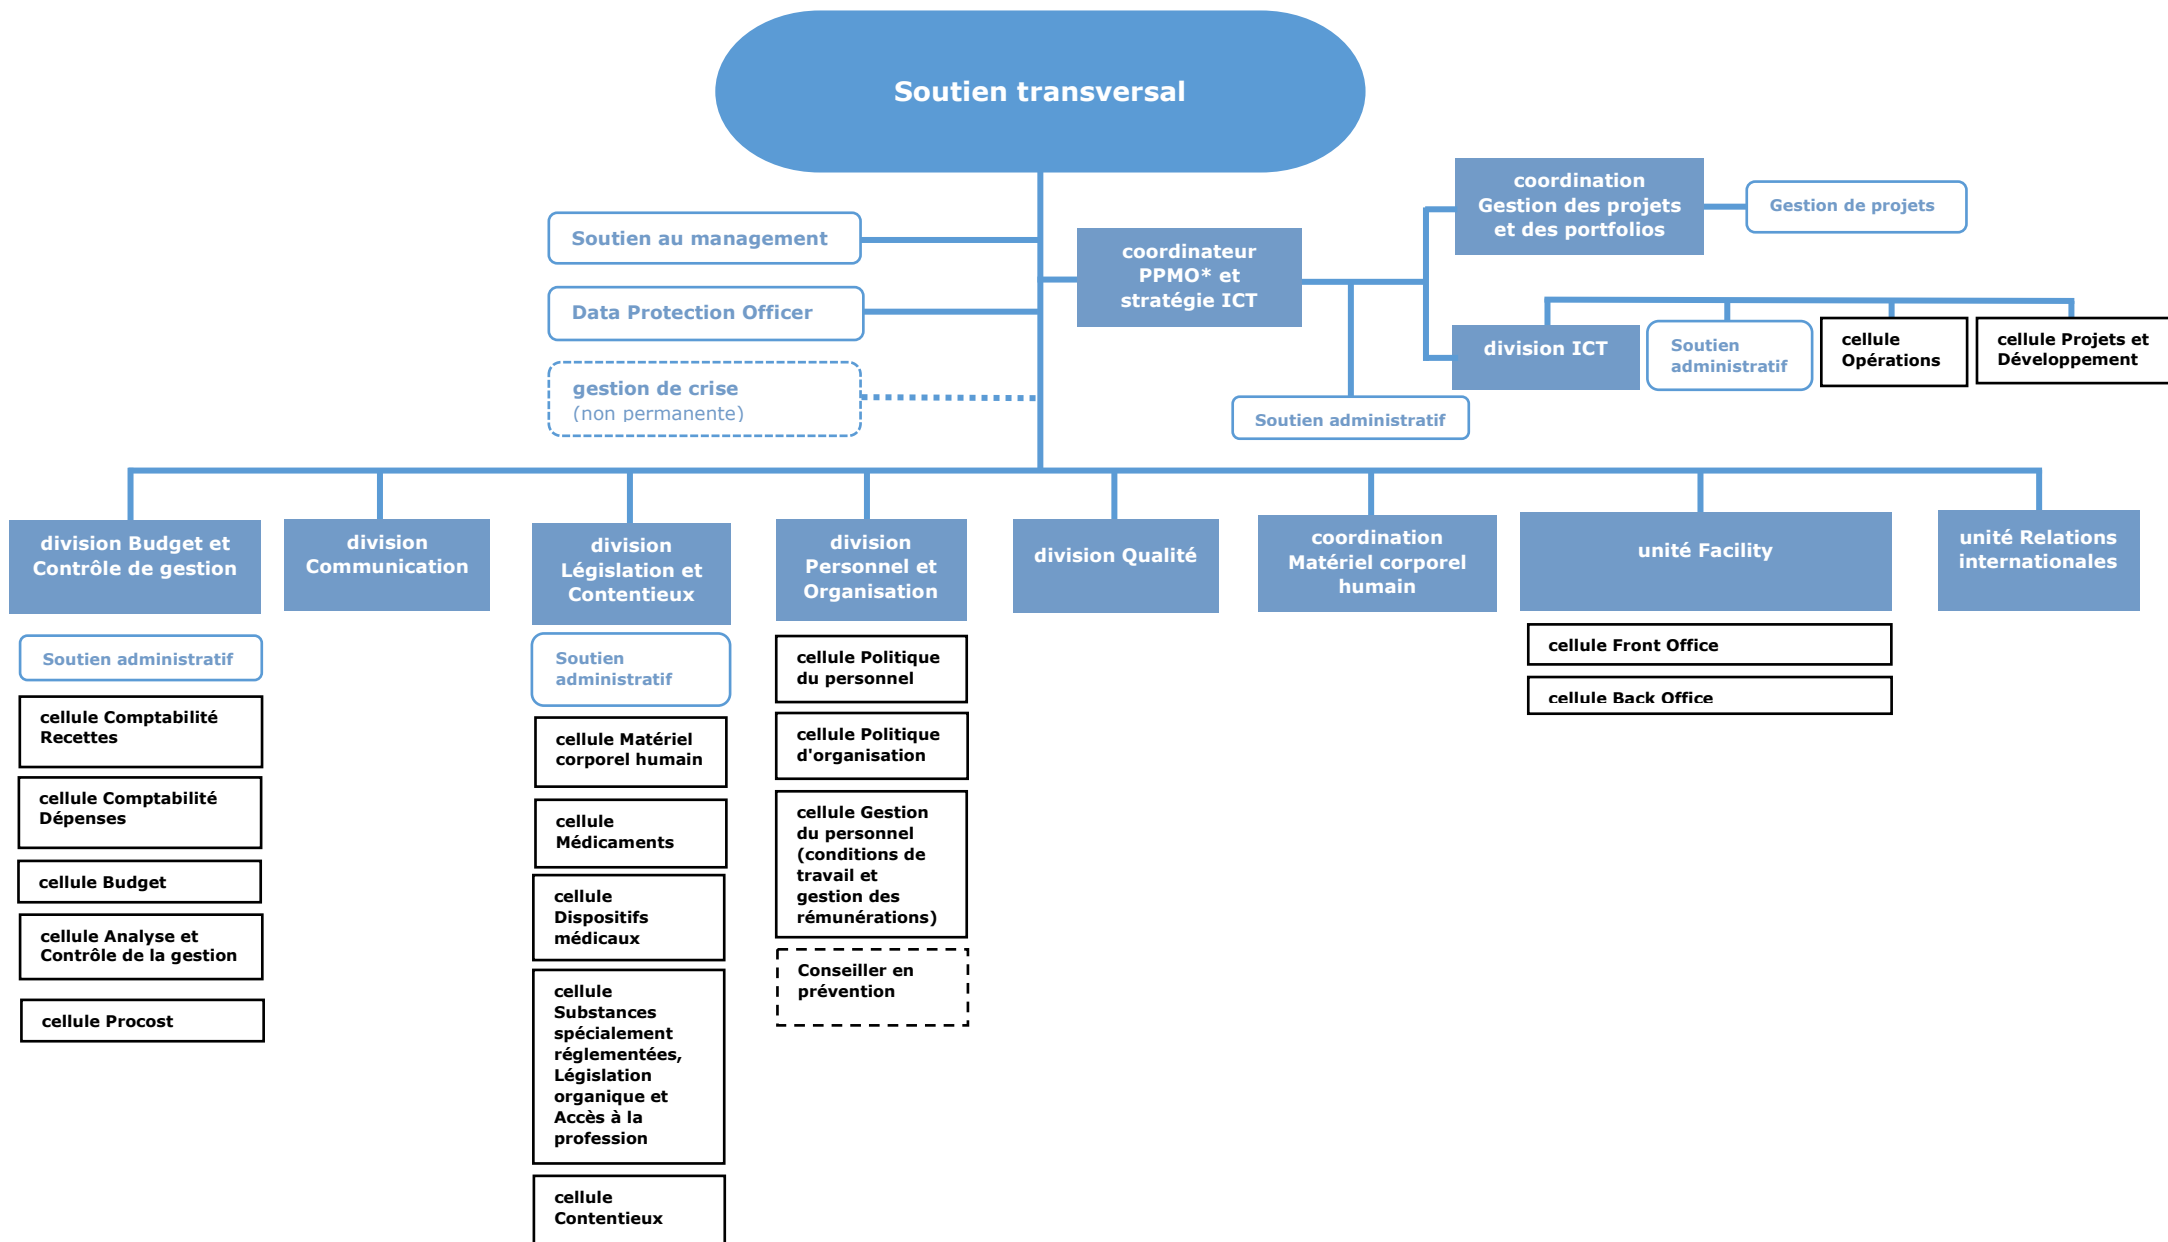 Soutien transversal
coordination
Gestion des projets
et des portfolios
Gestion de projets
Soutien au management
coordinateur
PPMO* et
stratégie ICT
Data Protection Officer
division ICT
Soutien
administratif
cellule
Opérations
cellule Projets et
Développement
gestion de crise
(non permanente)
Soutien administratif
division Budget et
Contrôle de gestion
division
Communication
division
Législation et
Contentieux
division
Personnel et
Organisation
division Qualité
coordination
Matériel corporel
humain
unité Facility
unité Relations
internationales
Soutien administratif
cellule Comptabilité
Recettes
cellule Comptabilité
Dépenses
cellule Budget
cellule Analyse et
Contrôle de la gestion
cellule Procost
Soutien
administratif
cellule Matériel
corporel humain
cellule
Médicaments
cellule
Dispositifs
médicaux
cellule
Substances
spécialement
réglementées,
Législation
organique et
Accès à la
profession
cellule
Contentieux
cellule Politique
du personnel
cellule Politique
d'organisation
cellule Gestion
du personnel
(conditions de
travail et
gestion des
rémunérations)
Conseiller en
prévention
cellule Front Office
cellule Back Office